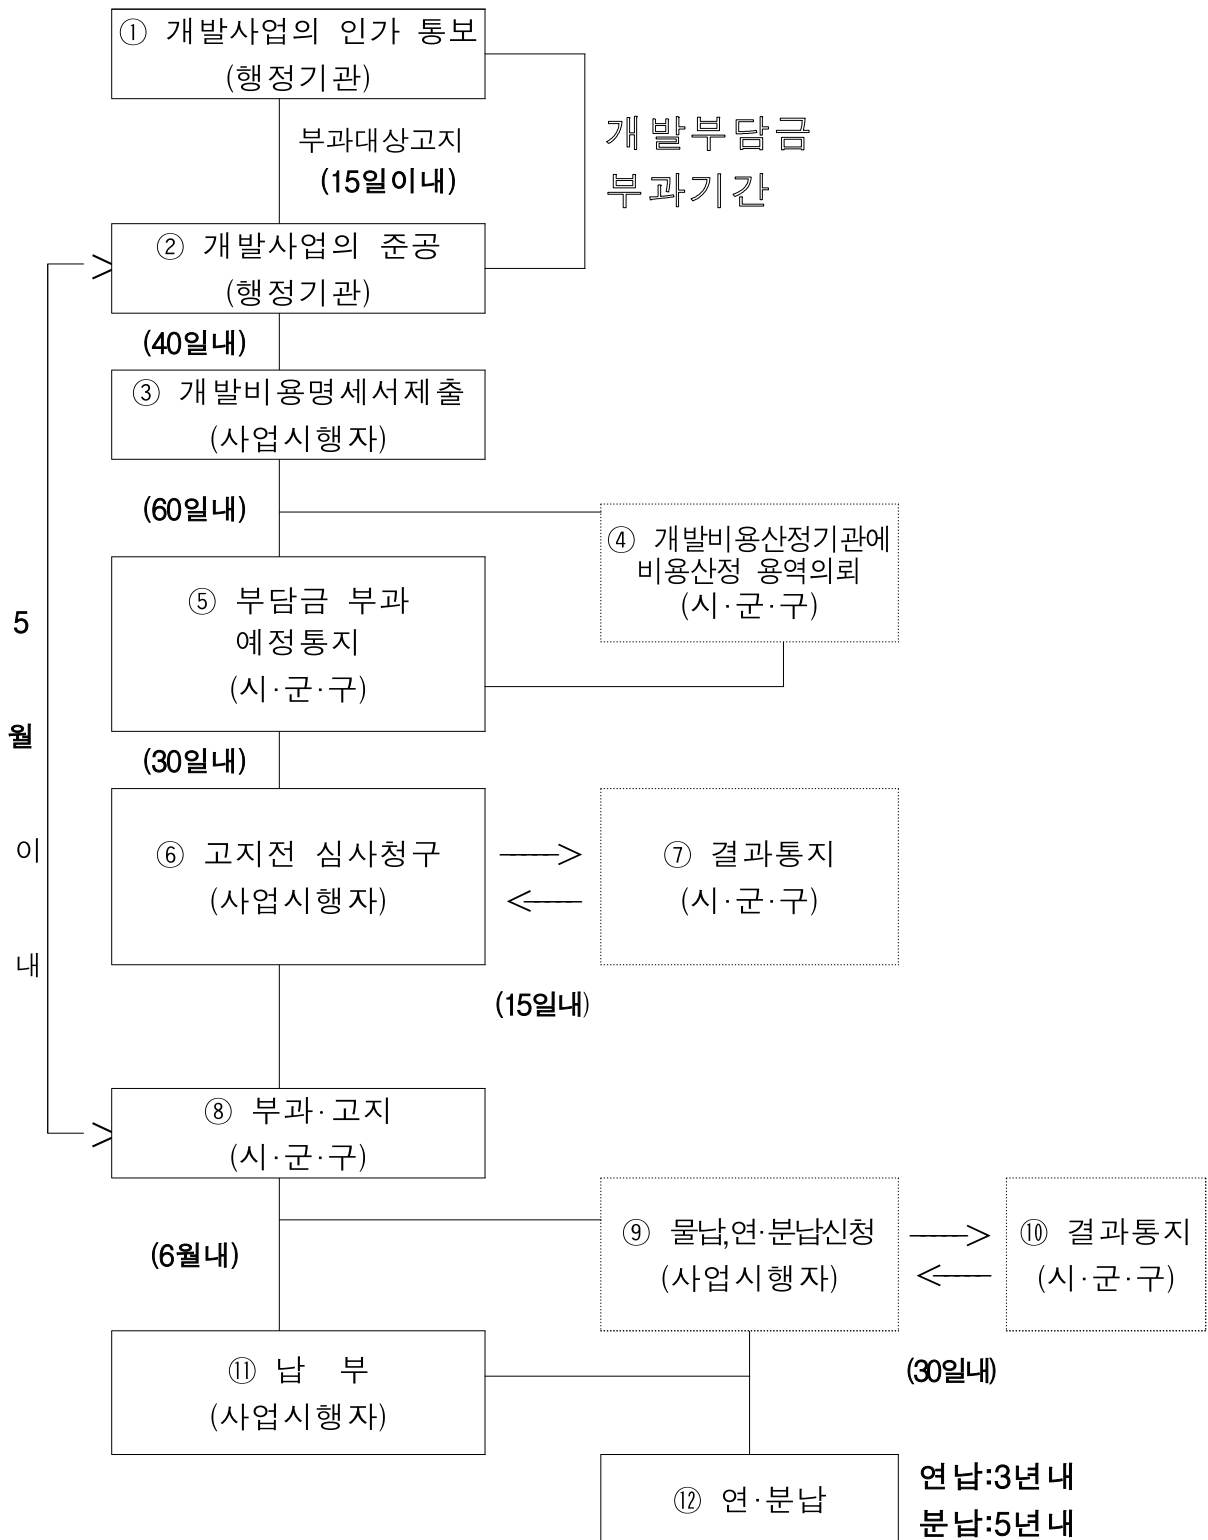 ① 개발사업의 인가 통보
(행정기관)
부과대상고지
(15일이내)
개발부담금
부과기간
② 개발사업의 준공
(행정기관)
(40일내)
③ 개발비용명세서제출
(사업시행자)
(60일내)
④ 개발비용산정기관에
비용산정 용역의뢰
(시·군·구)
⑤ 부담금 부과
예정통지
(시·군·구)
5
월
이
내
(30일내)
⑥ 고지전 심사청구
(사업시행자)
⑦ 결과통지
(시·군·구)
(15일내)
⑧ 부과·고지
(시·군·구)
(6월내)
⑨ 물납,연·분납신청
(사업시행자)
⑩ 결과통지
(시·군·구)
(30일내)
⑪ 납 부
(사업시행자)
⑫ 연·분납
연납:3년내
분납:5년내